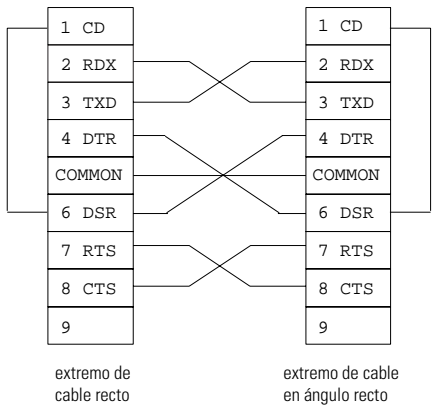 1 CD 1 CD
2 RDX 2 RDX
3 TXD 3 TXD
4 DTR 4 DTR
COMMON COMMON
6 DSR 6 DSR
7 RTS 7 RTS
8 CTS 8 CTS
9 9
extremo de extremo de cable
cable recto en ángulo recto